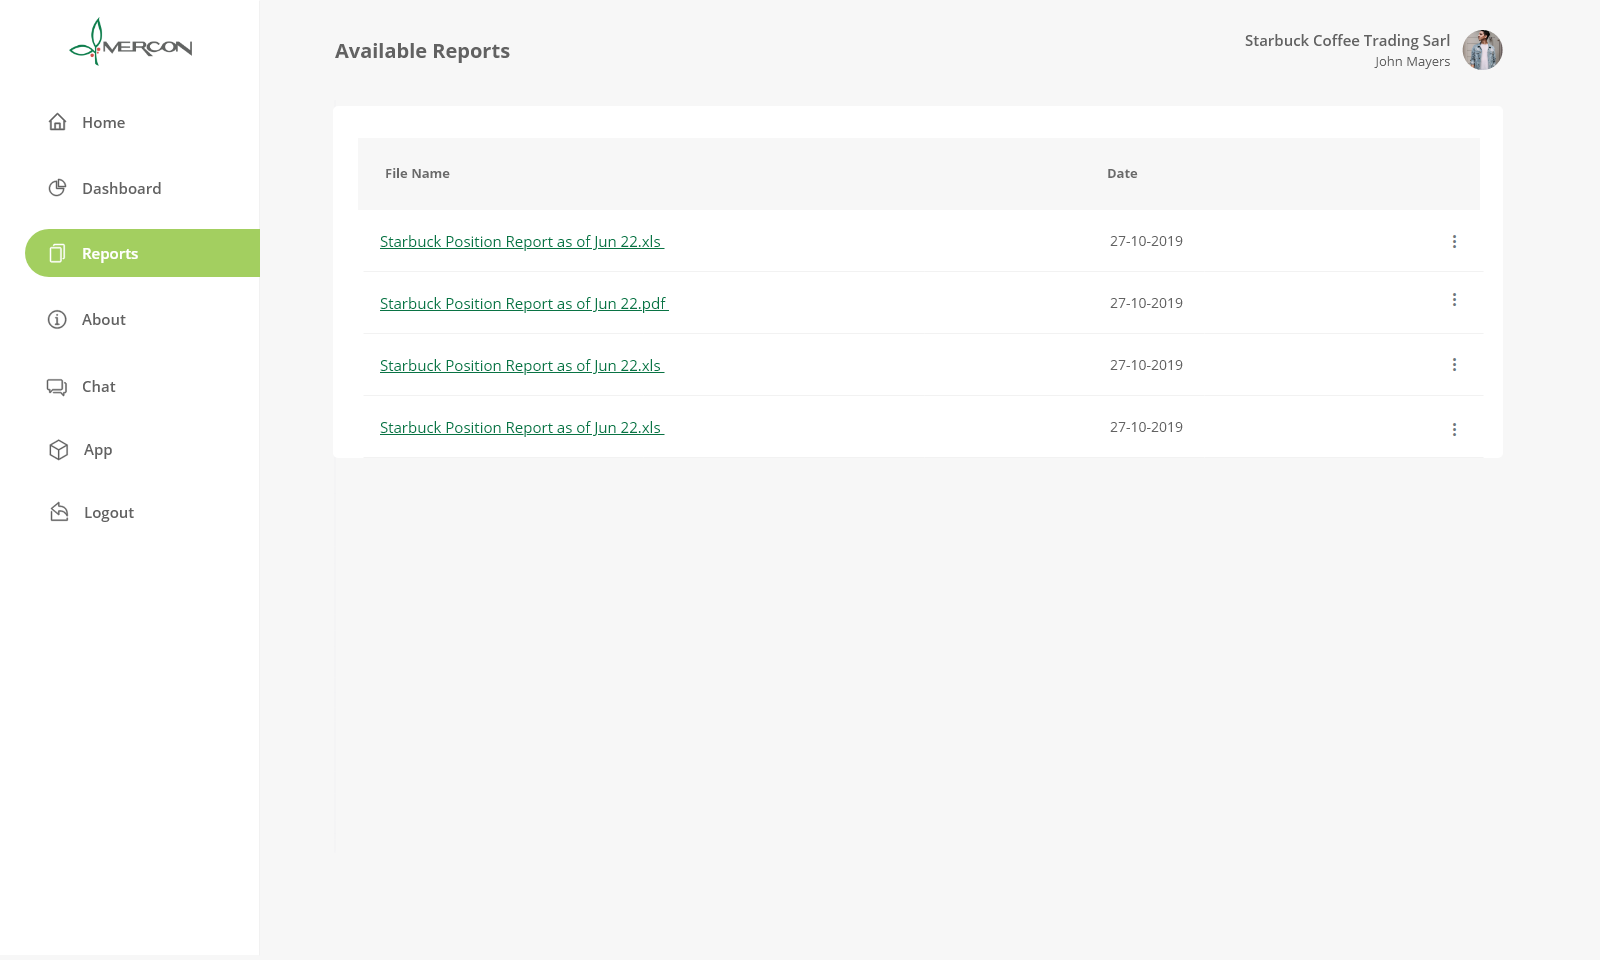 MERCON
Available Reports
Starbuck Coffee Trading Sarl
John Mayers
Home
Dashboard
Reports
About
Chat
App
Logout
File Name Date
Starbuck Position Report as of Jun 22.xls 27-10-2019
Starbuck Position Report as of Jun 22.pdf 27-10-2019
Starbuck Position Report as of Jun 22.xls 27-10-2019
Starbuck Position Report as of Jun 22.xls 27-10-2019